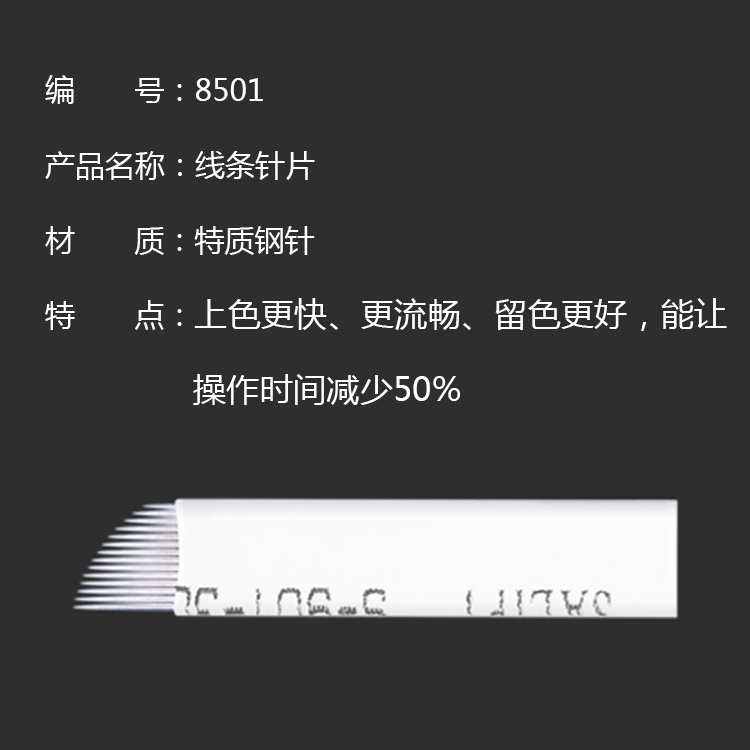 编 号：8501
产品名称：线条针片
材 质：特质钢针
特 点：上色更快、更流畅、留色更好，能让
操作时间减少50%